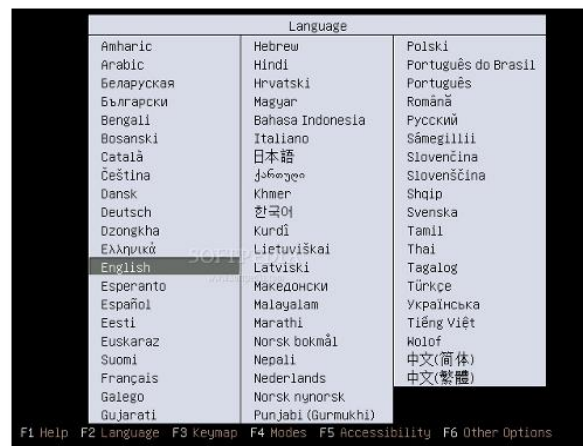 Language
Amharic
Arabic
Беларуская
Български
Bengali
Bosanski
Català
Čeština
Dansk
Deutsch
Dzongkha
Ελληνικά
English
Esperanto
Español
Eesti
Euskaraz
Suomi
Français
Galego
Gujarati
Hebrew
Hindi
Hrvatski
Magyar
Bahasa Indonesia
Italiano
日本語
ქართული
Khmer
한국어
Kurdî
Lietuviškai
Latviski
Македонски
Malayalam
Marathi
Norsk bokmål
Nepali
Nederlands
Norsk nynorsk
Punjabi (Gurmukhi)
Polski
Português do Brasil
Português
Română
Русский
Sámegillii
Slovenčina
Slovenščina
Shqip
Svenska
Tamil
Thai
Tagalog
Türkçe
Українська
Tiếng Việt
Wolof
中文(简体)
中文(繁體)
SOFTPEDIA
F1 Help F2 Language F3 Keymap F4 Modes F5 Accessibility F6 Other Options